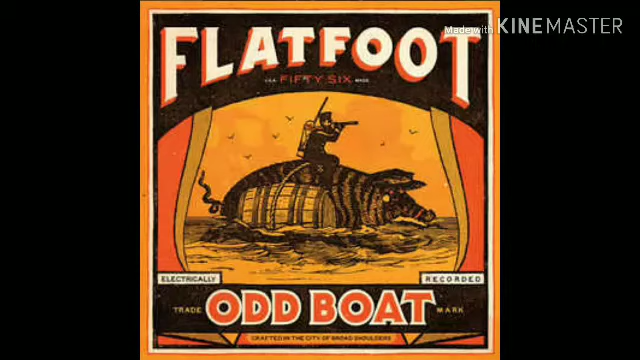 Made with KINEMASTER
FLATFOOT
FIFTY SIX
ELECTRICALLY RECORDED
TRADE ODD BOAT MARK
CRAFTED IN THE CITY OF BROAD SHOULDERS